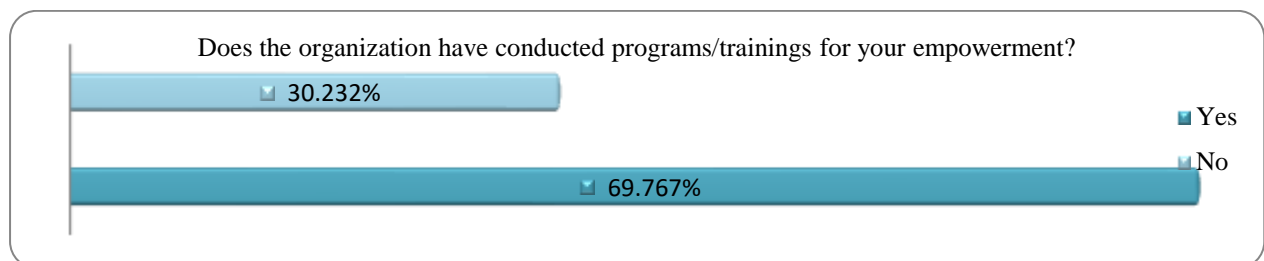 Does the organization have conducted programs/trainings for your empowerment?
30.232%
Yes
No
69.767%